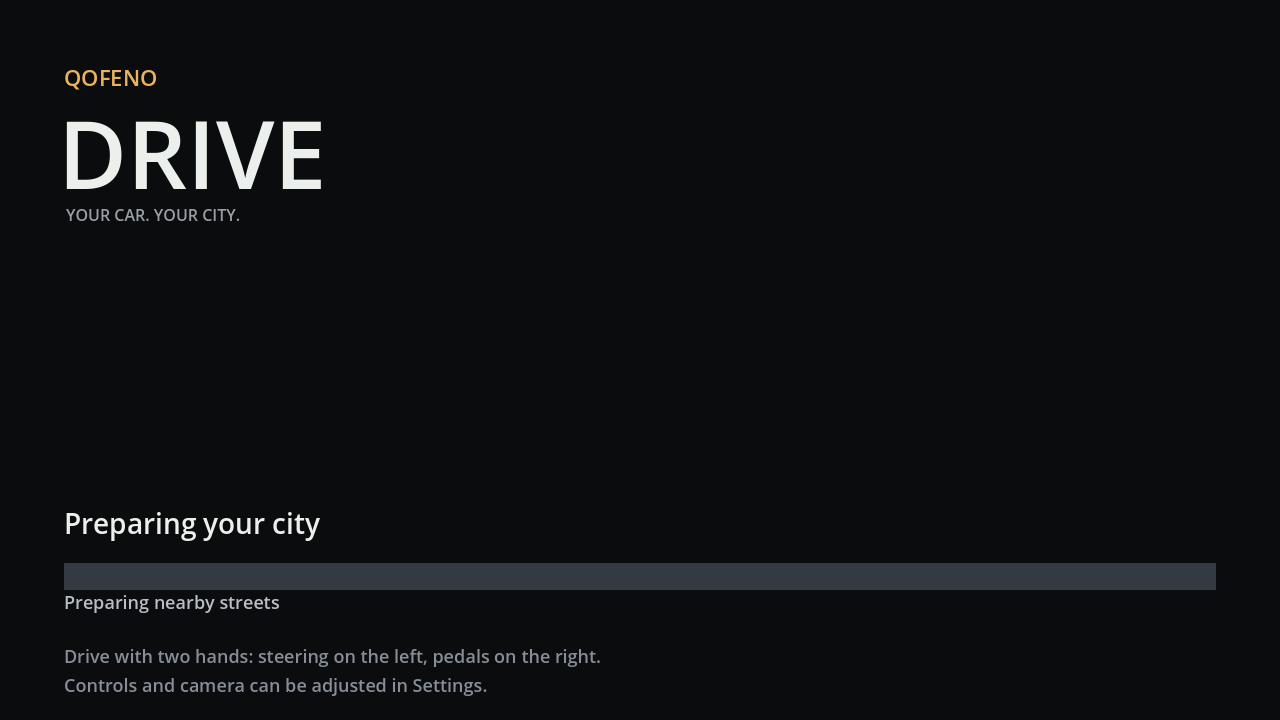 QOFENO
DRIVE
YOUR CAR. YOUR CITY.
Preparing your city
Preparing nearby streets
Drive with two hands: steering on the left, pedals on the right.
Controls and camera can be adjusted in Settings.